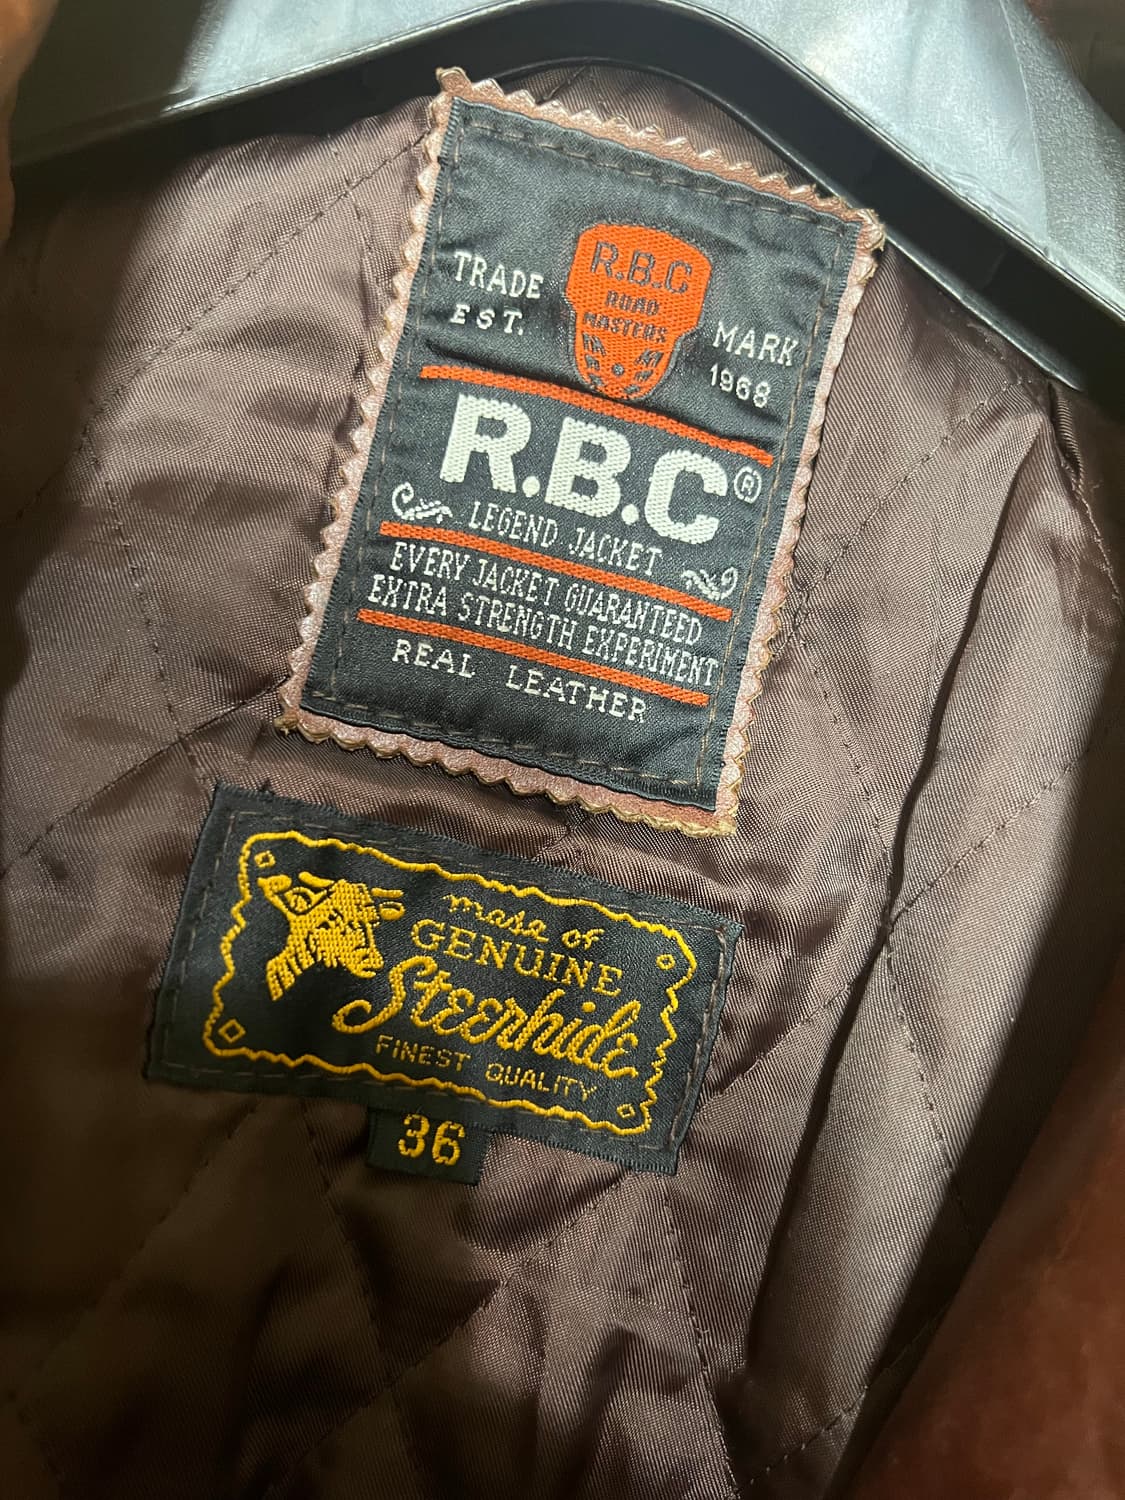 R.B.C
ROAD
MASTERS
TRADE MARK
EST. 1968
R.B.C®
LEGEND JACKET
EVERY JACKET GUARANTEED
EXTRA STRENGTH EXPERIMENT
REAL LEATHER
masa of
GENUINE
Steerhide
FINEST QUALITY
36